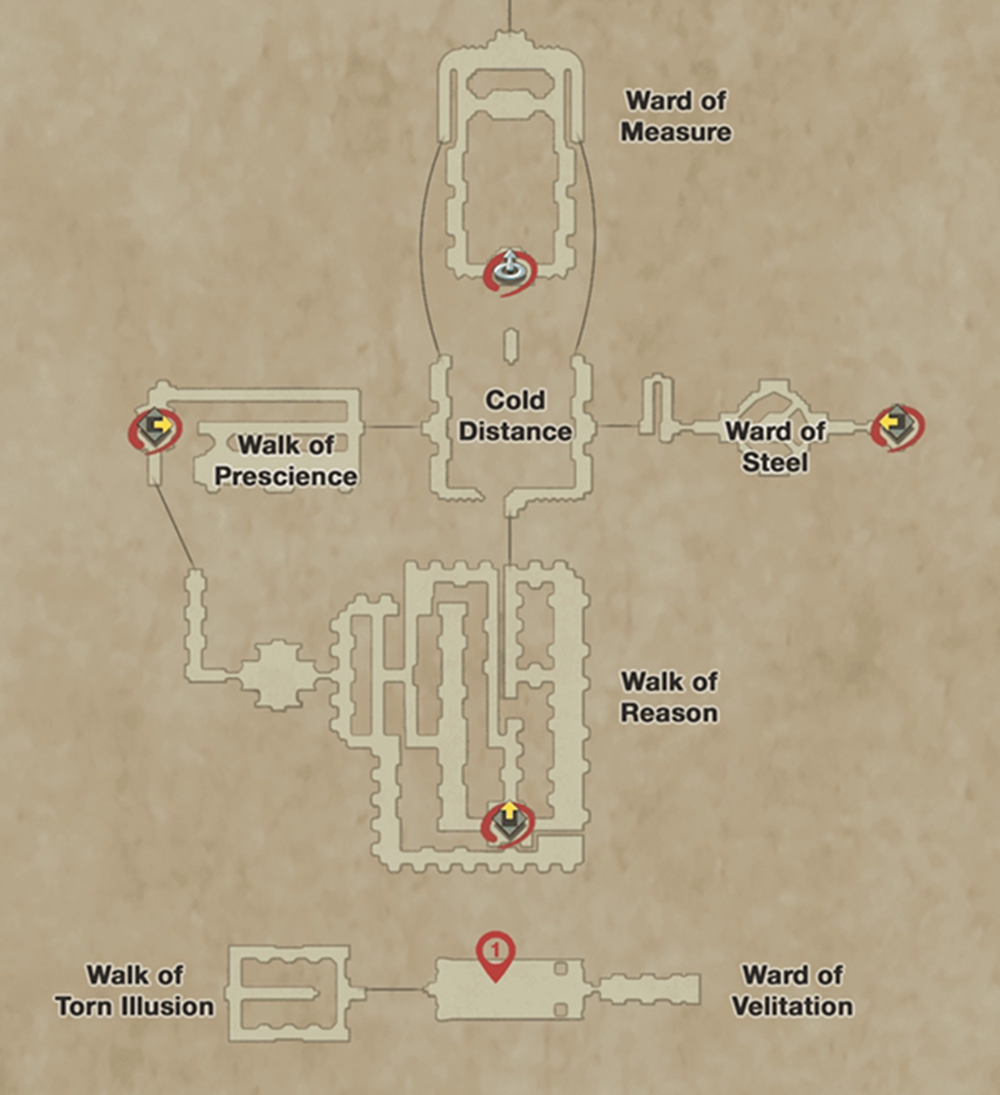 Ward of
Measure
Cold
Distance
Walk of
Prescience
Ward of
Steel
Walk of
Reason
1
Walk of
Torn Illusion
Ward of
Velitation